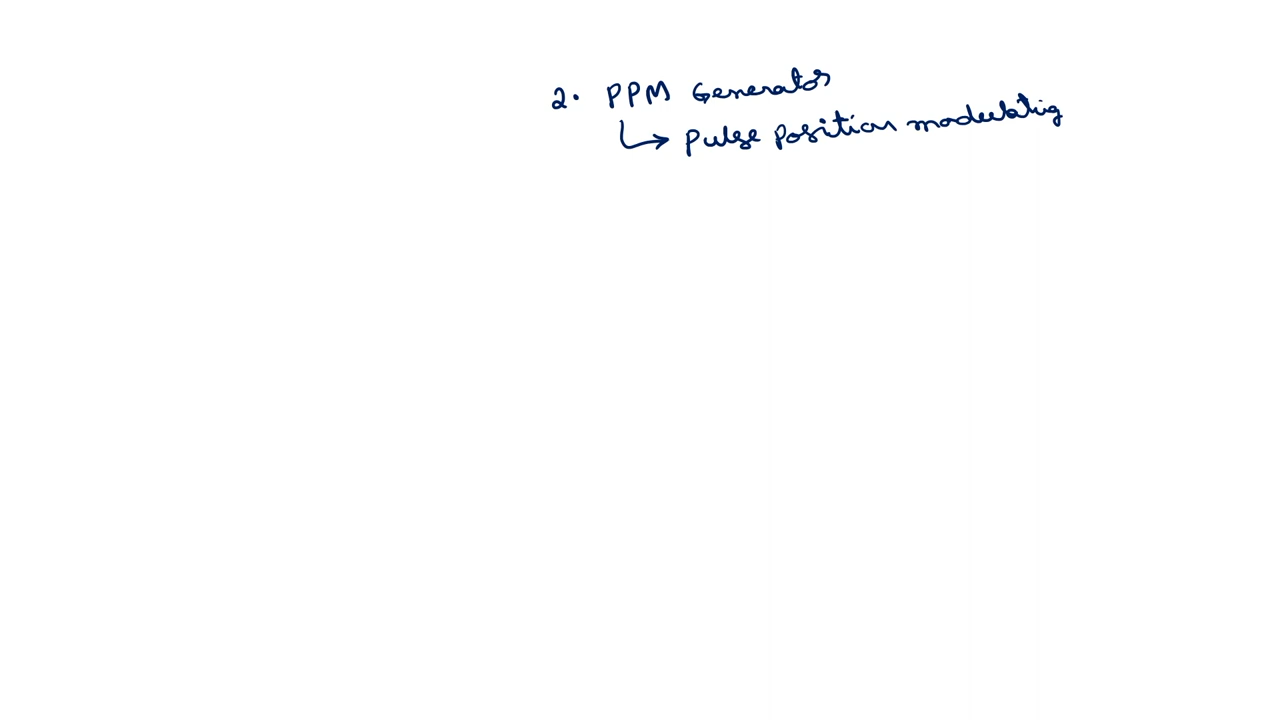 2. PPM Generator
↳ Pulse Position modulating